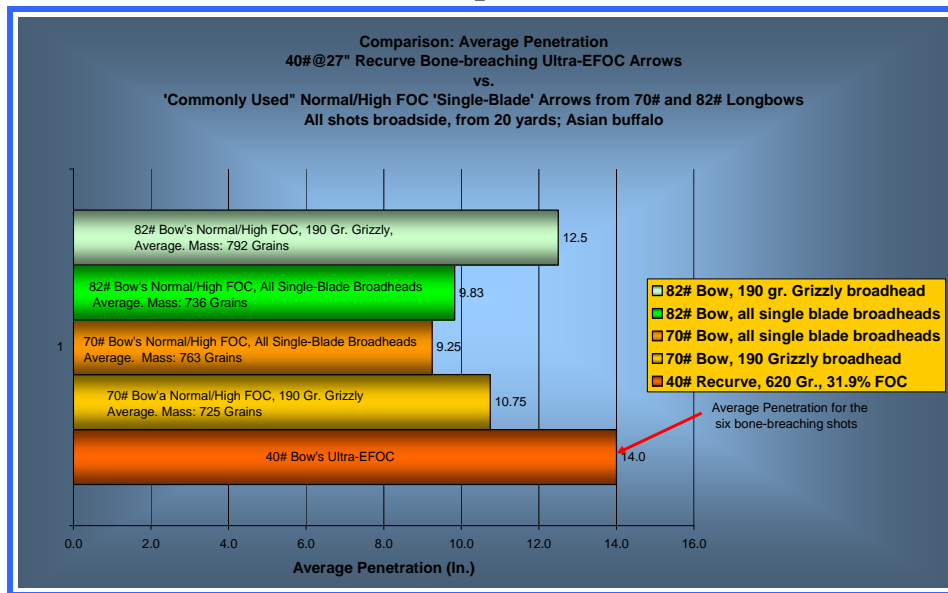 Comparison: Average Penetration
40#@27" Recurve Bone-breaching Ultra-EFOC Arrows
vs.
'Commonly Used" Normal/High FOC 'Single-Blade' Arrows from 70# and 82# Longbows
All shots broadside, from 20 yards; Asian buffalo
82# Bow's Normal/High FOC, 190 Gr. Grizzly,
Average. Mass: 792 Grains
12.5
82# Bow's Normal/High FOC, All Single-Blade Broadheads
Average. Mass: 736 Grains
9.83
1
70# Bow's Normal/High FOC, All Single-Blade Broadheads
Average. Mass: 763 Grains
9.25
70# Bow'a Normal/High FOC, 190 Gr. Grizzly
Average. Mass: 725 Grains
10.75
40# Bow's Ultra-EFOC
14.0
82# Bow, 190 gr. Grizzly broadhead
82# Bow, all single blade broadheads
70# Bow, all single blade broadheads
70# Bow, 190 Grizzly broadhead
40# Recurve, 620 Gr., 31.9% FOC
Average Penetration for the
six bone-breaching shots
0.0 2.0 4.0 6.0 8.0 10.0 12.0 14.0 16.0
Average Penetration (In.)